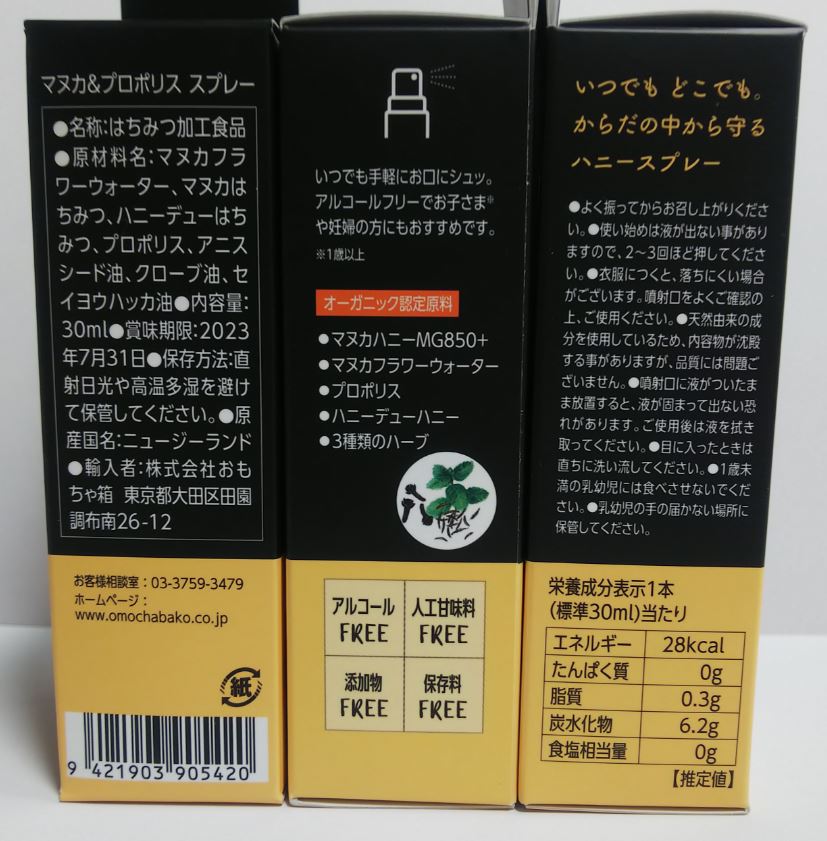 マヌカ&プロポリス スプレー
●名称:はちみつ加工食品
●原材料名:マヌカフラ
ワーウォーター、マヌカは
ちみつ、ハニーデューはち
みつ、プロポリス、アニス
シード油、クローブ油、セ
イヨウハッカ油●内容量:
30ml●賞味期限:2023
年7月31日●保存方法:直
射日光や高温多湿を避け
て保管してください。●原
産国名:ニュージーランド
●輸入者:株式会社おも
ちゃ箱 東京都大田区田園
調布南26-12
お客様相談室:03-3759-3479
ホームページ:
www.omochabako.co.jp
紙
9 421903 905420
いつでも手軽にお口にシュッ。
アルコールフリーでお子さま※
や妊婦の方にもおすすめです。
※1歳以上
オーガニック認定原料
●マヌカハニーMG850+
●マヌカフラワーウォーター
●プロポリス
●ハニーデューハニー
●3種類のハーブ
アルコール FREE
人工甘味料 FREE
添加物 FREE
保存料 FREE
いつでも どこでも。
からだの中から守る
ハニースプレー
●よく振ってからお召し上がりくださ
い。●使い始めは液が出ない事があり
ますので、2〜3回ほど押してくださ
い。●衣服につくと、落ちにくい場合
がございます。噴射口をよくご確認の
上、ご使用ください。●天然由来の成
分を使用しているため、内容物が沈殿
する事がありますが、品質には問題ご
ざいません。●噴射口に液がついたま
ま放置すると、液が固まって出ない恐
れがあります。ご使用後は液を拭き
取ってください。●目に入ったときは
直ちに洗い流してください。●1歳未
満の乳幼児には食べさせないでくだ
さい。●乳幼児の手の届かない場所に
保管してください。
栄養成分表示1本
(標準30ml)当たり
エネルギー 28kcal
たんぱく質 0g
脂質 0.3g
炭水化物 6.2g
食塩相当量 0g
【推定値】